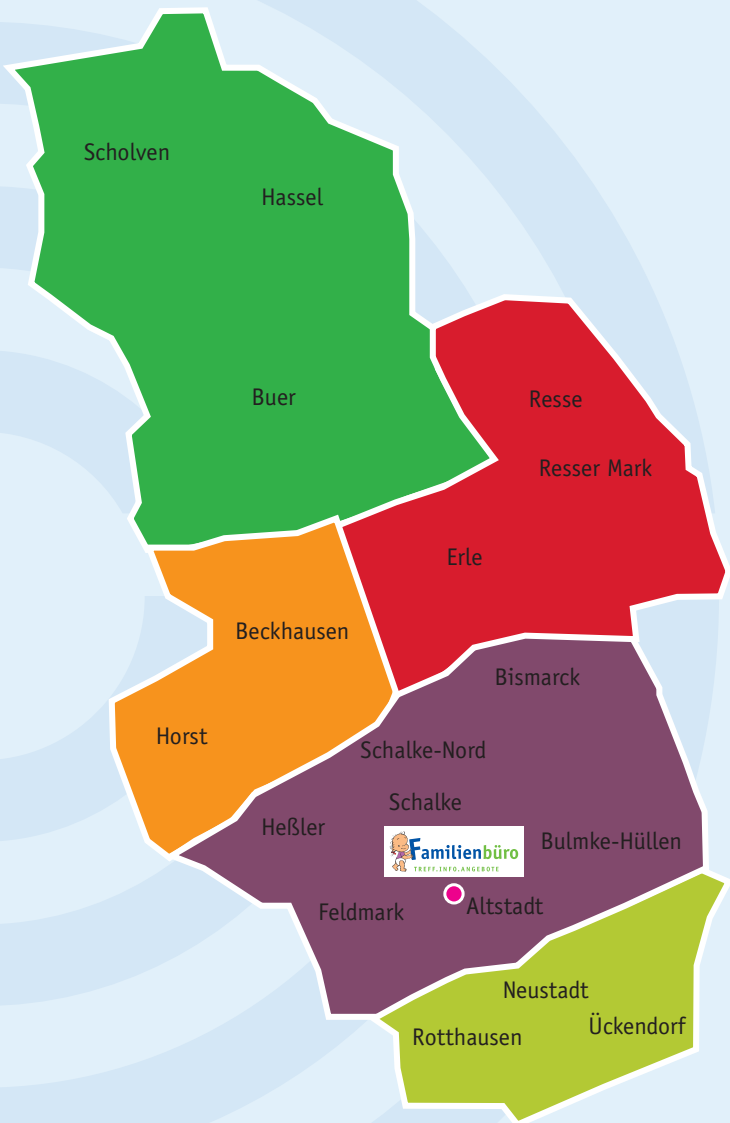 Scholven
Hassel
Buer
Resse
Resser Mark
Erle
Beckhausen
Bismarck
Horst
Schalke-Nord
Schalke
Heßler
Familienbüro
TREFF.INFO.ANGEBOTE
Bulmke-Hüllen
Feldmark
Altstadt
Neustadt
Ückendorf
Rotthausen